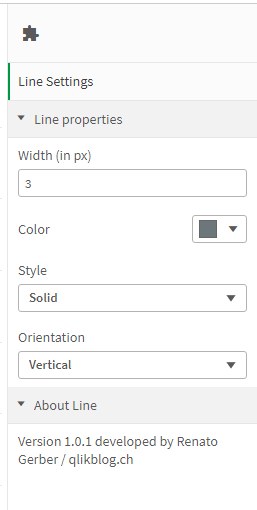 Line Settings
Line properties
Width (in px)
3
Color
Style
Solid
Orientation
Vertical
About Line
Version 1.0.1 developed by Renato
Gerber / qlikblog.ch